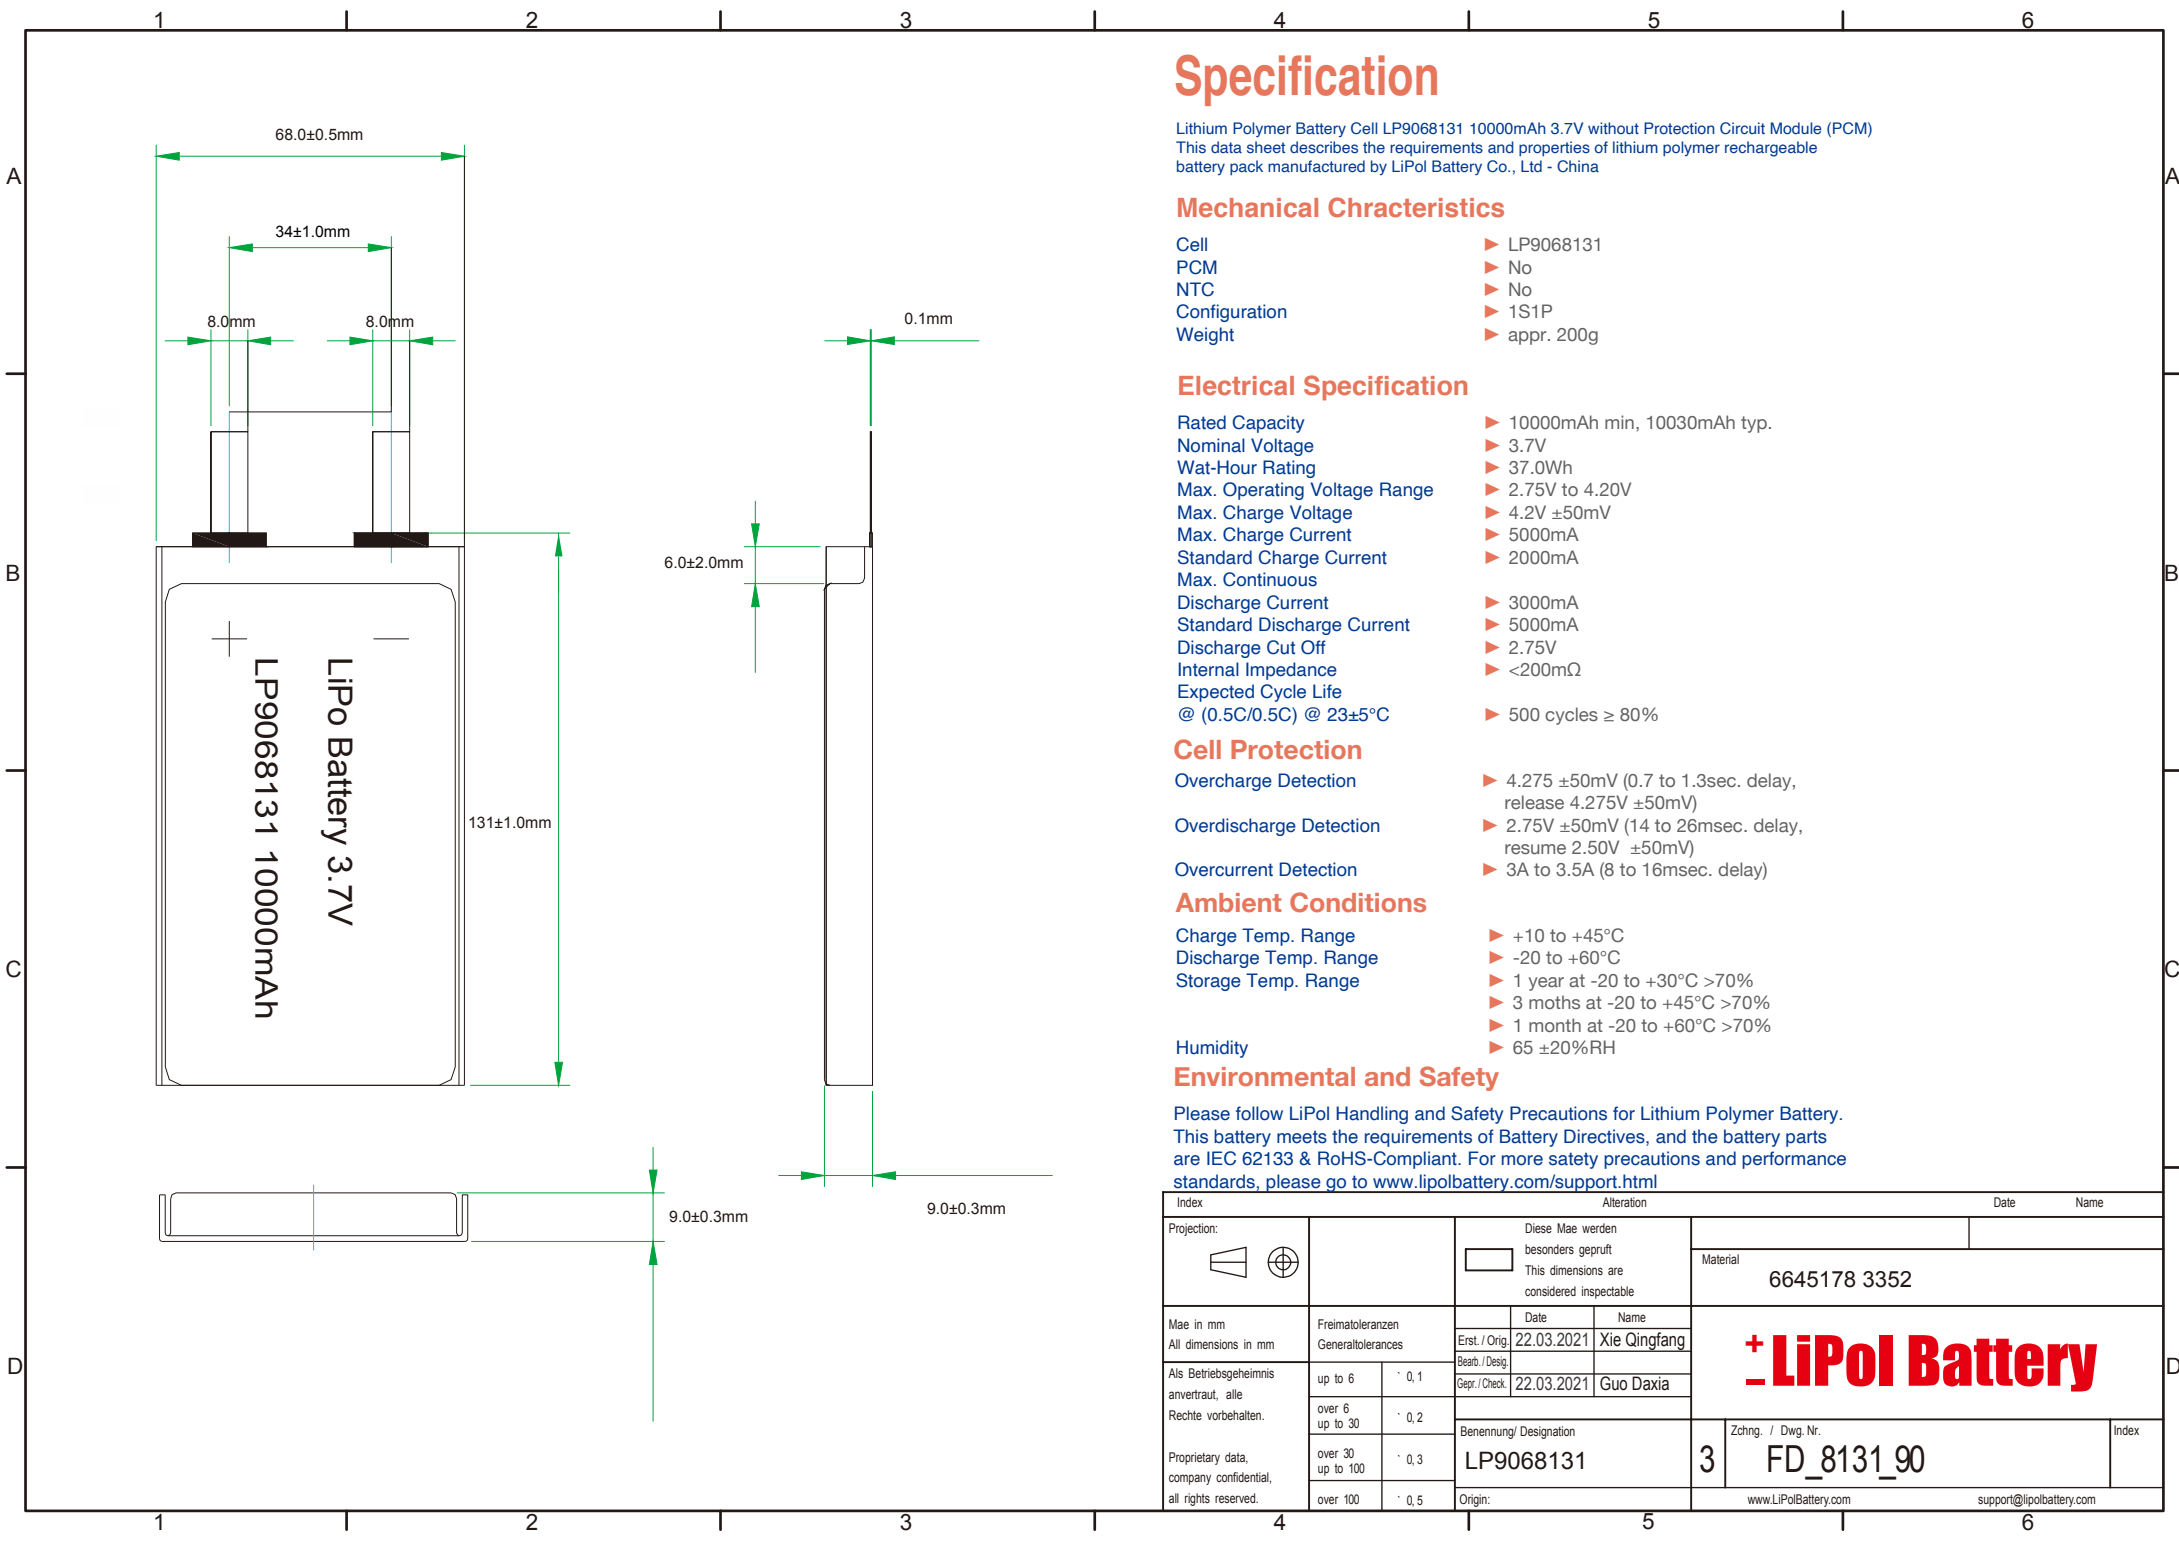 1 2 3 4 5 6
A A
B B
C C
D D
68.0±0.5mm
34±1.0mm
8.0mm 8.0mm
0.1mm
6.0±2.0mm
131±1.0mm
LiPo Battery 3.7V
LP9068131 10000mAh
9.0±0.3mm
9.0±0.3mm
Specification
Lithium Polymer Battery Cell LP9068131 10000mAh 3.7V without Protection Circuit Module (PCM)
This data sheet describes the requirements and properties of lithium polymer rechargeable
battery pack manufactured by LiPol Battery Co., Ltd - China
Mechanical Chracteristics
Cell ► LP9068131
PCM ► No
NTC ► No
Configuration ► 1S1P
Weight ► appr. 200g
Electrical Specification
Rated Capacity ► 10000mAh min, 10030mAh typ.
Nominal Voltage ► 3.7V
Wat-Hour Rating ► 37.0Wh
Max. Operating Voltage Range ► 2.75V to 4.20V
Max. Charge Voltage ► 4.2V ±50mV
Max. Charge Current ► 5000mA
Standard Charge Current ► 2000mA
Max. Continuous
Discharge Current ► 3000mA
Standard Discharge Current ► 5000mA
Discharge Cut Off ► 2.75V
Internal Impedance ► <200mΩ
Expected Cycle Life
@ (0.5C/0.5C) @ 23±5°C ► 500 cycles ≥ 80%
Cell Protection
Overcharge Detection ► 4.275 ±50mV (0.7 to 1.3sec. delay,
release 4.275V ±50mV)
Overdischarge Detection ► 2.75V ±50mV (14 to 26msec. delay,
resume 2.50V ±50mV)
Overcurrent Detection ► 3A to 3.5A (8 to 16msec. delay)
Ambient Conditions
Charge Temp. Range ► +10 to +45°C
Discharge Temp. Range ► -20 to +60°C
Storage Temp. Range ► 1 year at -20 to +30°C >70%
► 3 moths at -20 to +45°C >70%
► 1 month at -20 to +60°C >70%
Humidity ► 65 ±20%RH
Environmental and Safety
Please follow LiPol Handling and Safety Precautions for Lithium Polymer Battery.
This battery meets the requirements of Battery Directives, and the battery parts
are IEC 62133 & RoHS-Compliant. For more satety precautions and performance
standards, please go to www.lipolbattery.com/support.html
Index Alteration Date Name
Projection:
Diese Mae werden
besonders gepruft
This dimensions are
considered inspectable
Material
6645178 3352
Mae in mm
All dimensions in mm
Freimatoleranzen
Generaltolerances
Date Name
Erst. / Orig. 22.03.2021 Xie Qingfang
Bearb. / Desig.
Gepr. / Check. 22.03.2021 Guo Daxia
LiPol Battery
Als Betriebsgeheimnis
anvertraut, alle
Rechte vorbehalten.
Proprietary data,
company confidential,
all rights reserved.
up to 6 ` 0, 1
over 6
up to 30 ` 0, 2
over 30
up to 100 ` 0, 3
over 100 ` 0, 5
Benennung/ Designation
LP9068131
Origin:
3
Zchng. / Dwg. Nr.
FD_8131_90
Index
www.LiPolBattery.com support@lipolbattery.com
1 2 3 4 5 6